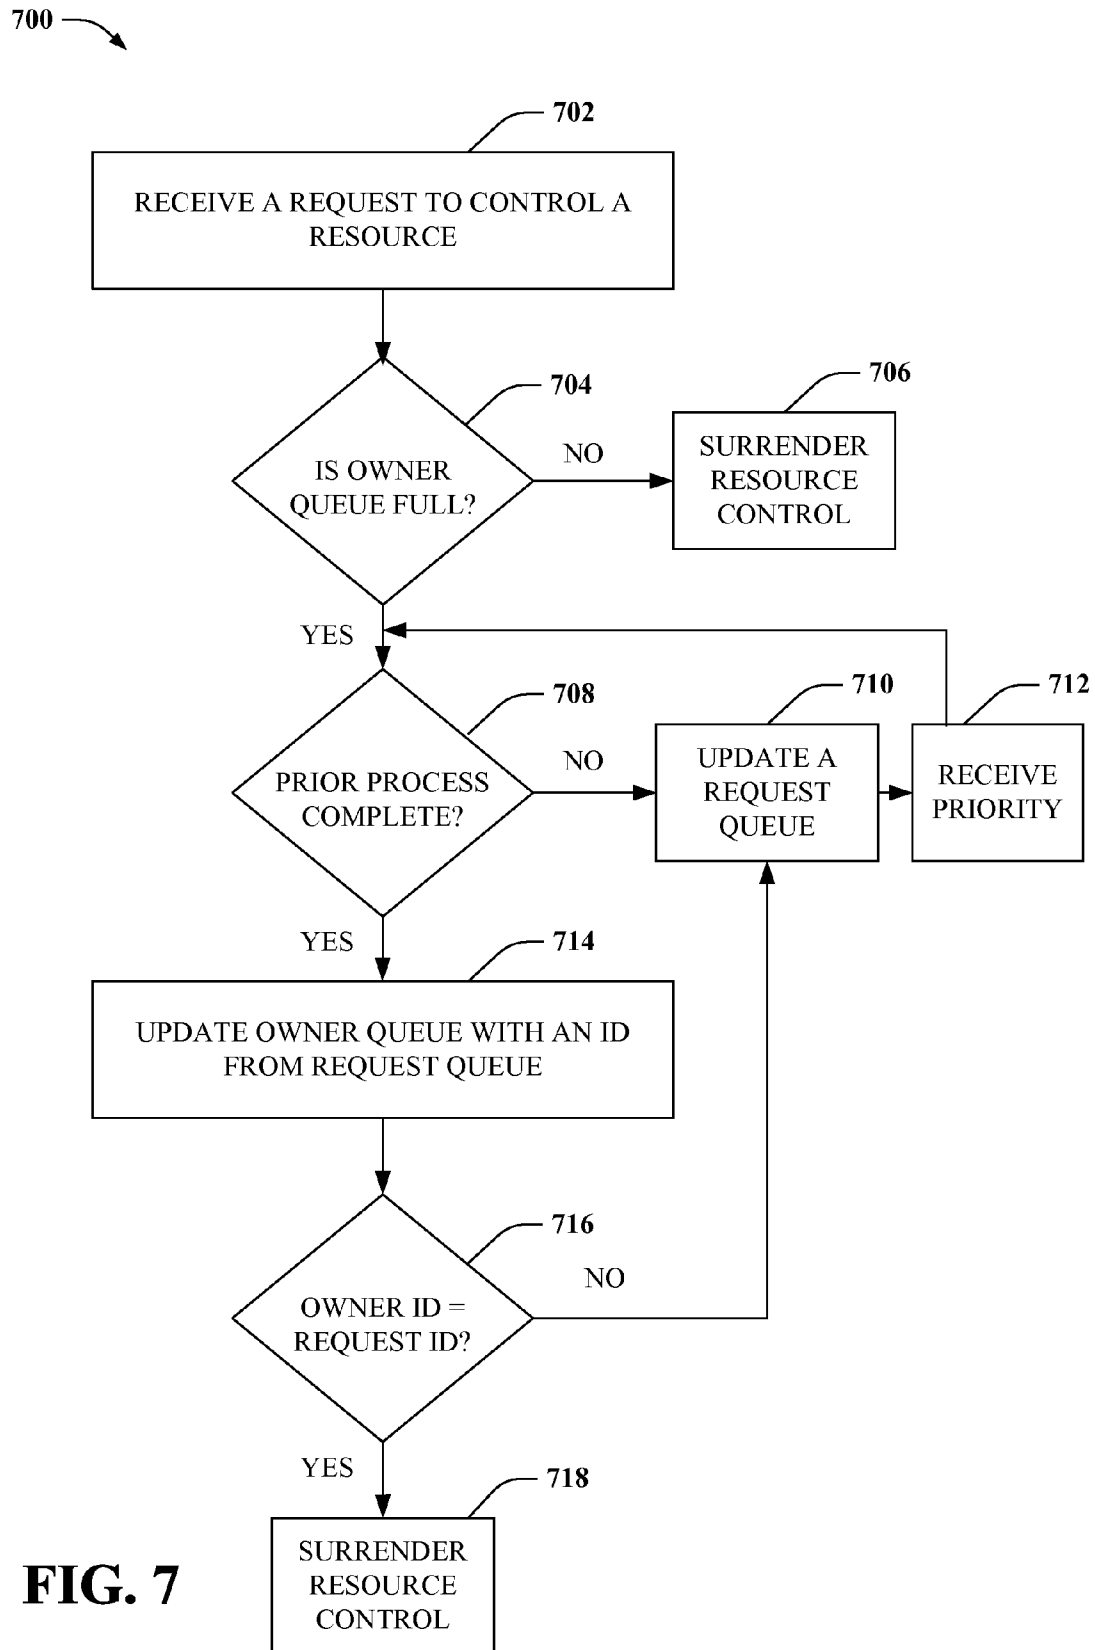 700
702
RECEIVE A REQUEST TO CONTROL A
RESOURCE
704
IS OWNER
QUEUE FULL?
NO
706
SURRENDER
RESOURCE
CONTROL
YES
708
PRIOR PROCESS
COMPLETE?
NO
710
UPDATE A
REQUEST
QUEUE
712
RECEIVE
PRIORITY
YES
714
UPDATE OWNER QUEUE WITH AN ID
FROM REQUEST QUEUE
716
OWNER ID =
REQUEST ID?
NO
YES
718
SURRENDER
RESOURCE
CONTROL
FIG. 7